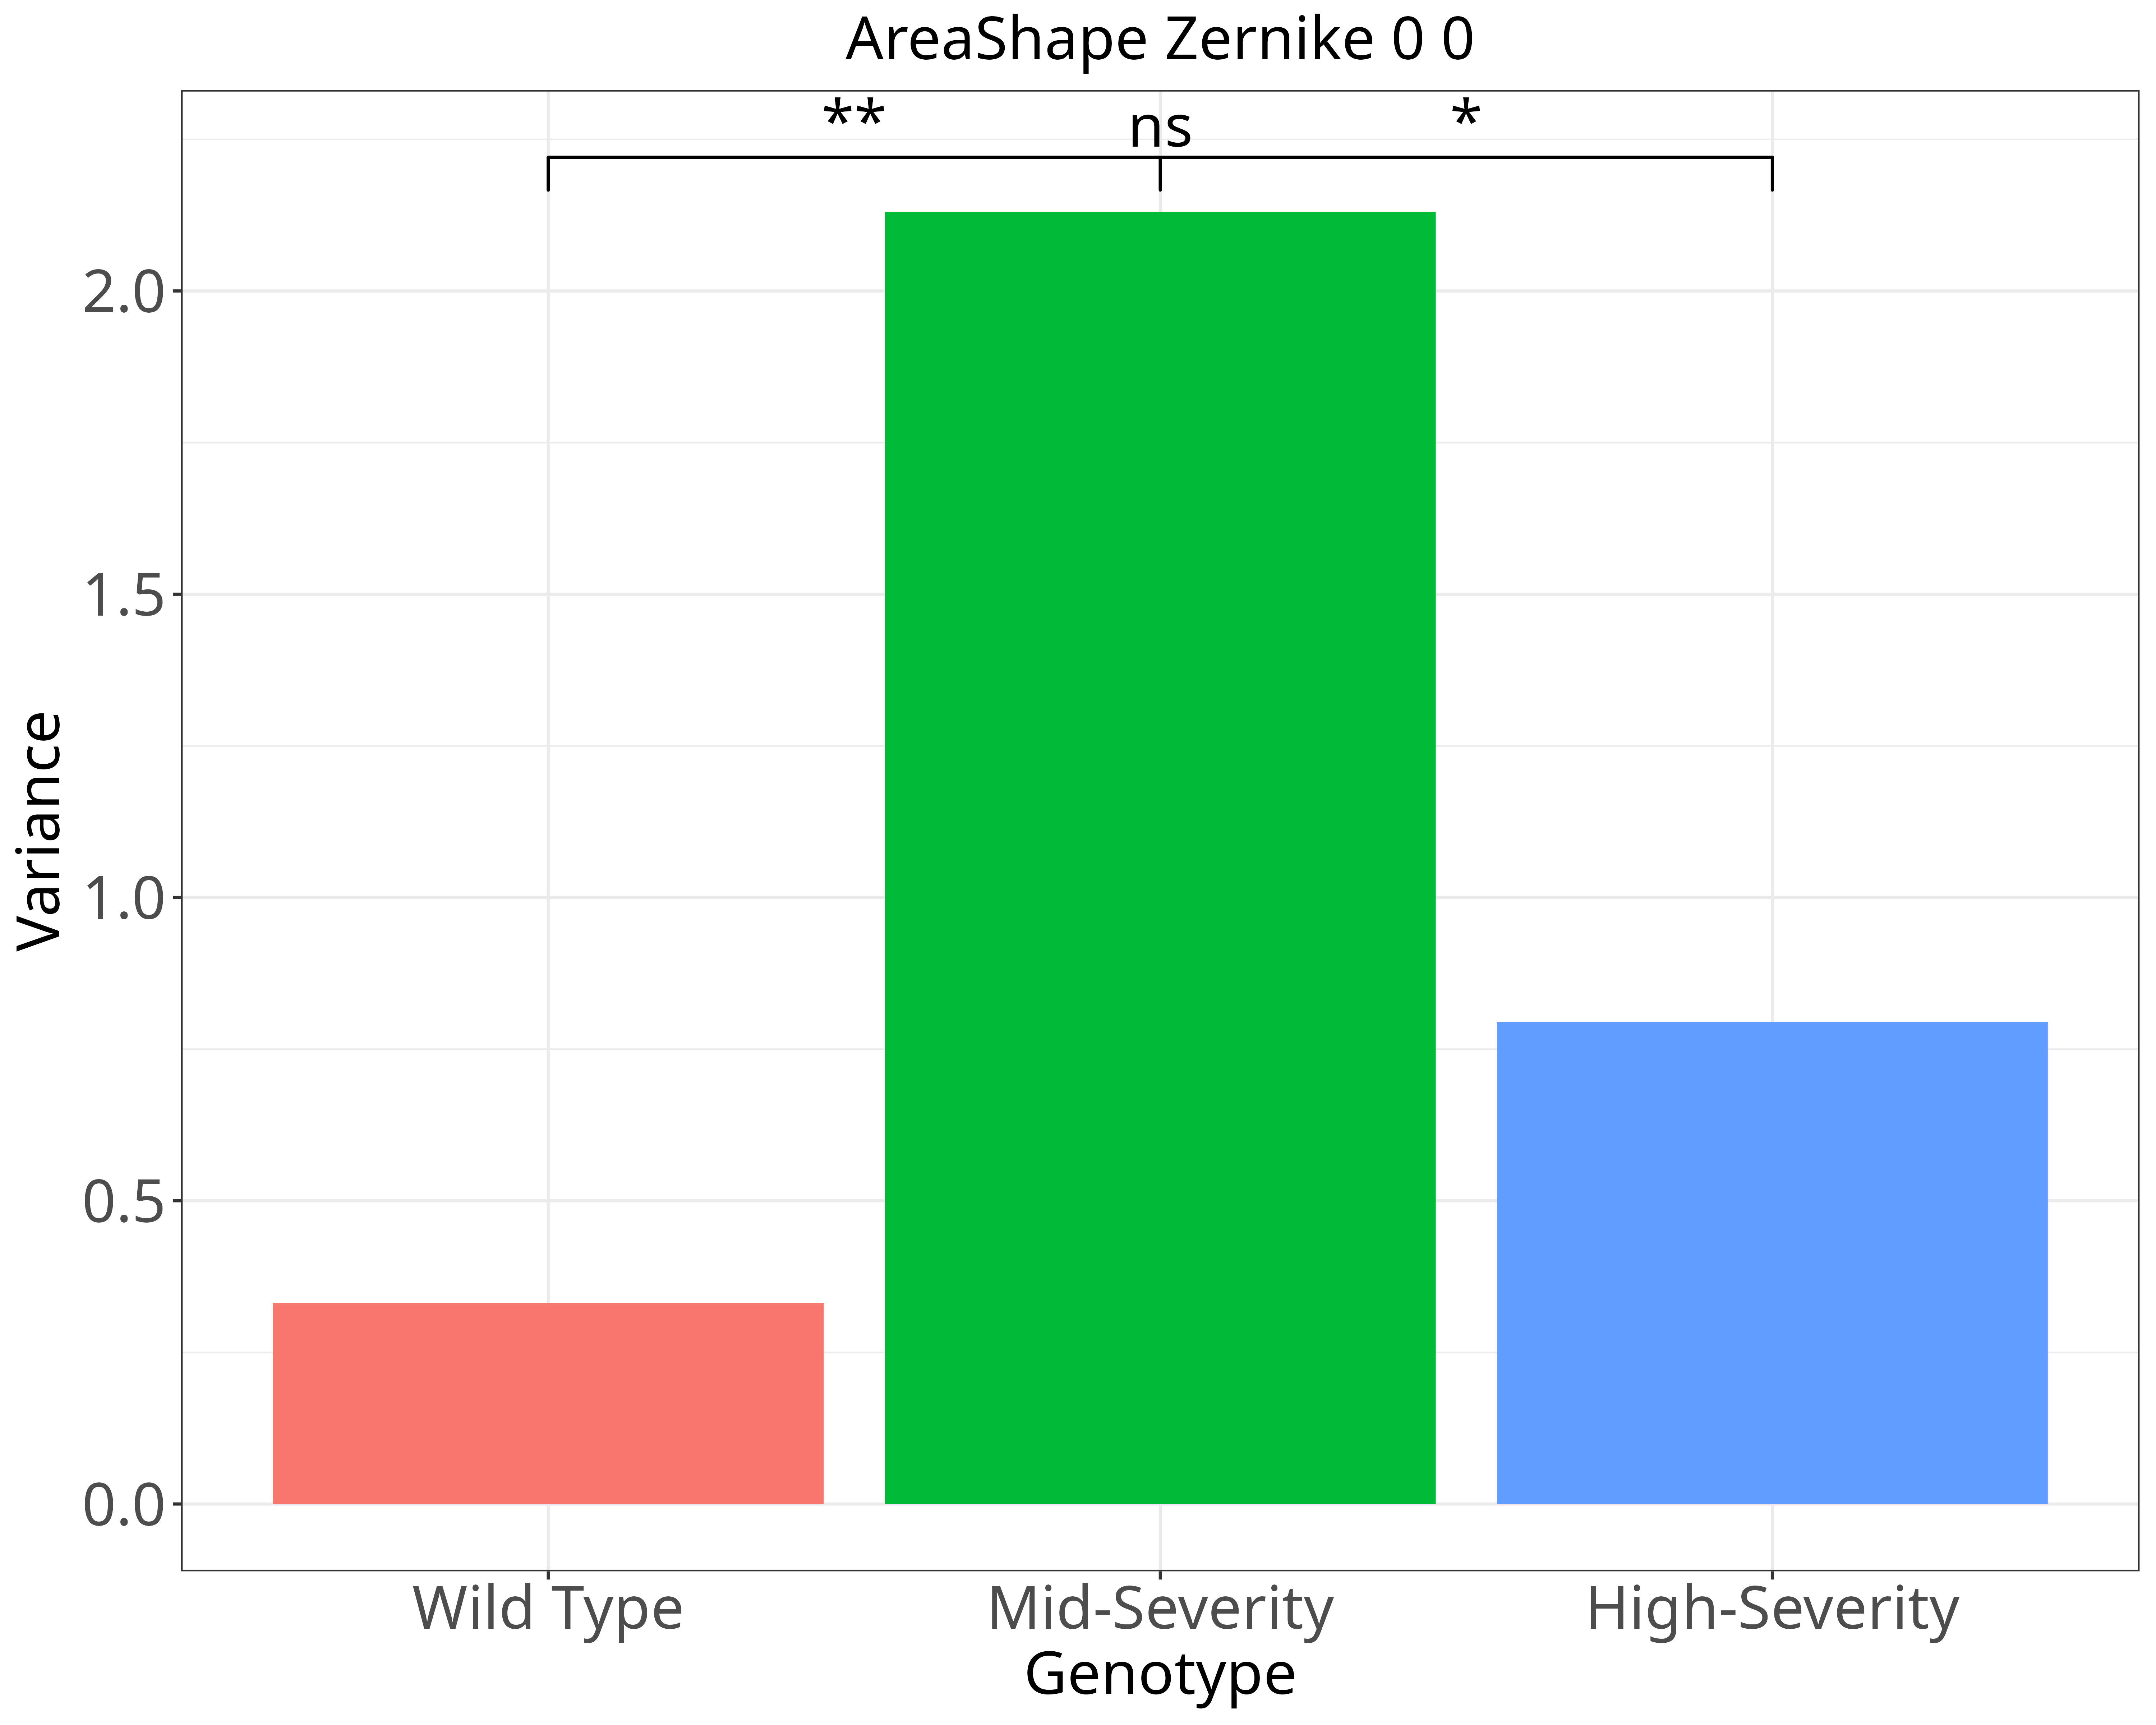 AreaShape Zernike 0 0
** ns *
2.0
1.5
1.0
0.5
0.0
Variance
Wild Type Mid-Severity High-Severity
Genotype